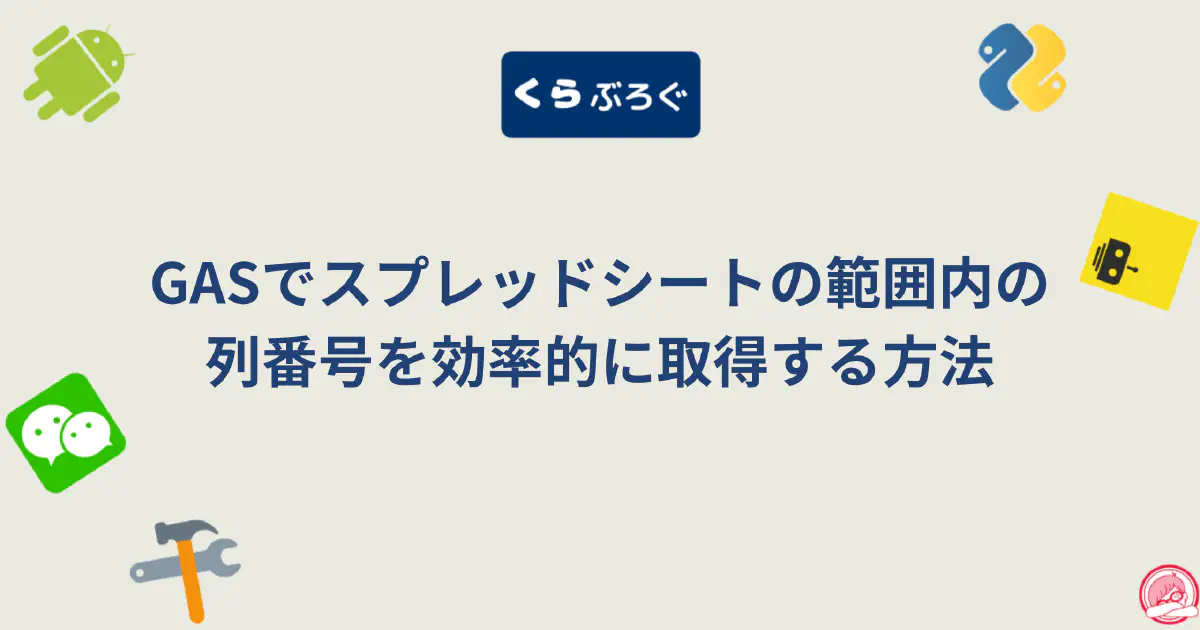 くらぶろぐ
GASでスプレッドシートの範囲内の
列番号を効率的に取得する方法